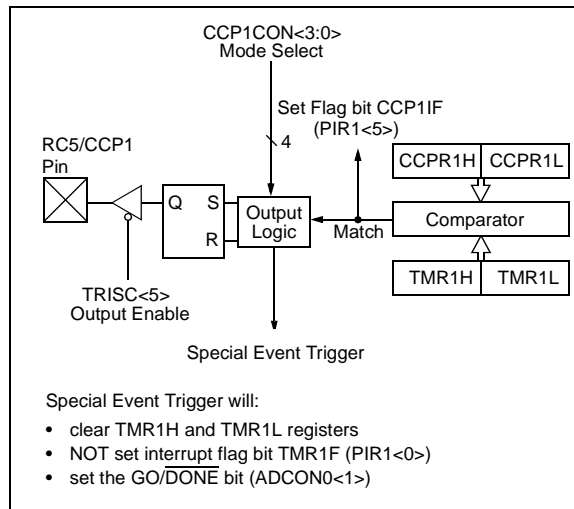 CCP1CON<3:0>
Mode Select
Set Flag bit CCP1IF
(PIR1<5>)
4
RC5/CCP1
Pin
CCPR1H CCPR1L
Q S
R
Output
Logic
Match
Comparator
TRISC<5>
Output Enable
TMR1H TMR1L
Special Event Trigger
Special Event Trigger will:
• clear TMR1H and TMR1L registers
• NOT set interrupt flag bit TMR1F (PIR1<0>)
• set the GO/DONE bit (ADCON0<1>)